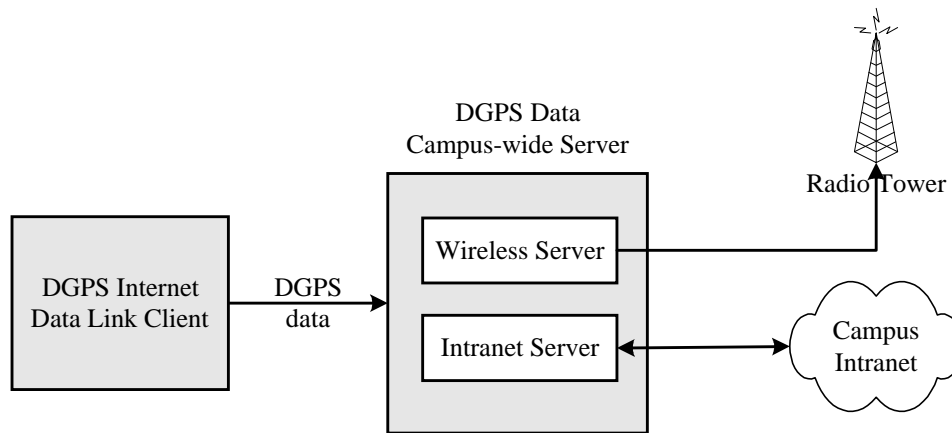 DGPS Data
Campus-wide Server
Radio Tower
Wireless Server
DGPS Internet
Data Link Client
DGPS
data
Intranet Server
Campus
Intranet